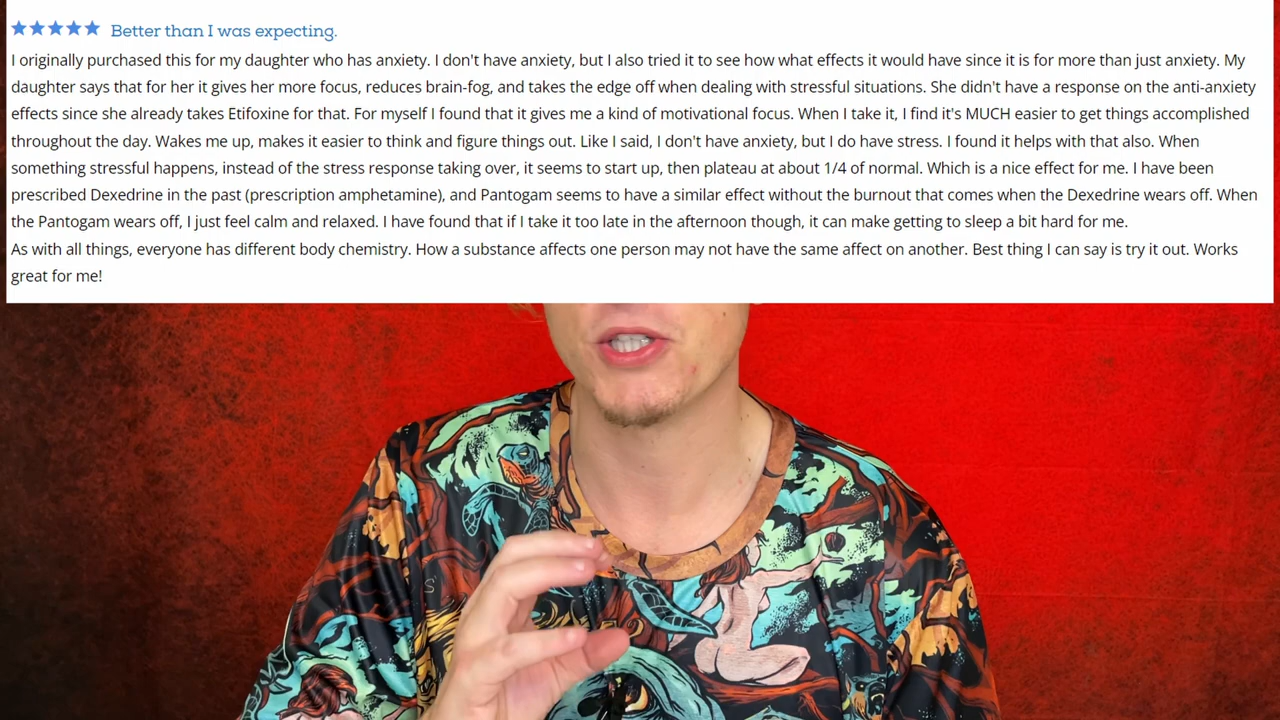 Better than I was expecting.
I originally purchased this for my daughter who has anxiety. I don't have anxiety, but I also tried it to see how what effects it would have since it is for more than just anxiety. My
daughter says that for her it gives her more focus, reduces brain-fog, and takes the edge off when dealing with stressful situations. She didn't have a response on the anti-anxiety
effects since she already takes Etifoxine for that. For myself I found that it gives me a kind of motivational focus. When I take it, I find it's MUCH easier to get things accomplished
throughout the day. Wakes me up, makes it easier to think and figure things out. Like I said, I don't have anxiety, but I do have stress. I found it helps with that also. When
something stressful happens, instead of the stress response taking over, it seems to start up, then plateau at about 1/4 of normal. Which is a nice effect for me. I have been
prescribed Dexedrine in the past (prescription amphetamine), and Pantogam seems to have a similar effect without the burnout that comes when the Dexedrine wears off. When
the Pantogam wears off, I just feel calm and relaxed. I have found that if I take it too late in the afternoon though, it can make getting to sleep a bit hard for me.
As with all things, everyone has different body chemistry. How a substance affects one person may not have the same affect on another. Best thing I can say is try it out. Works
great for me!